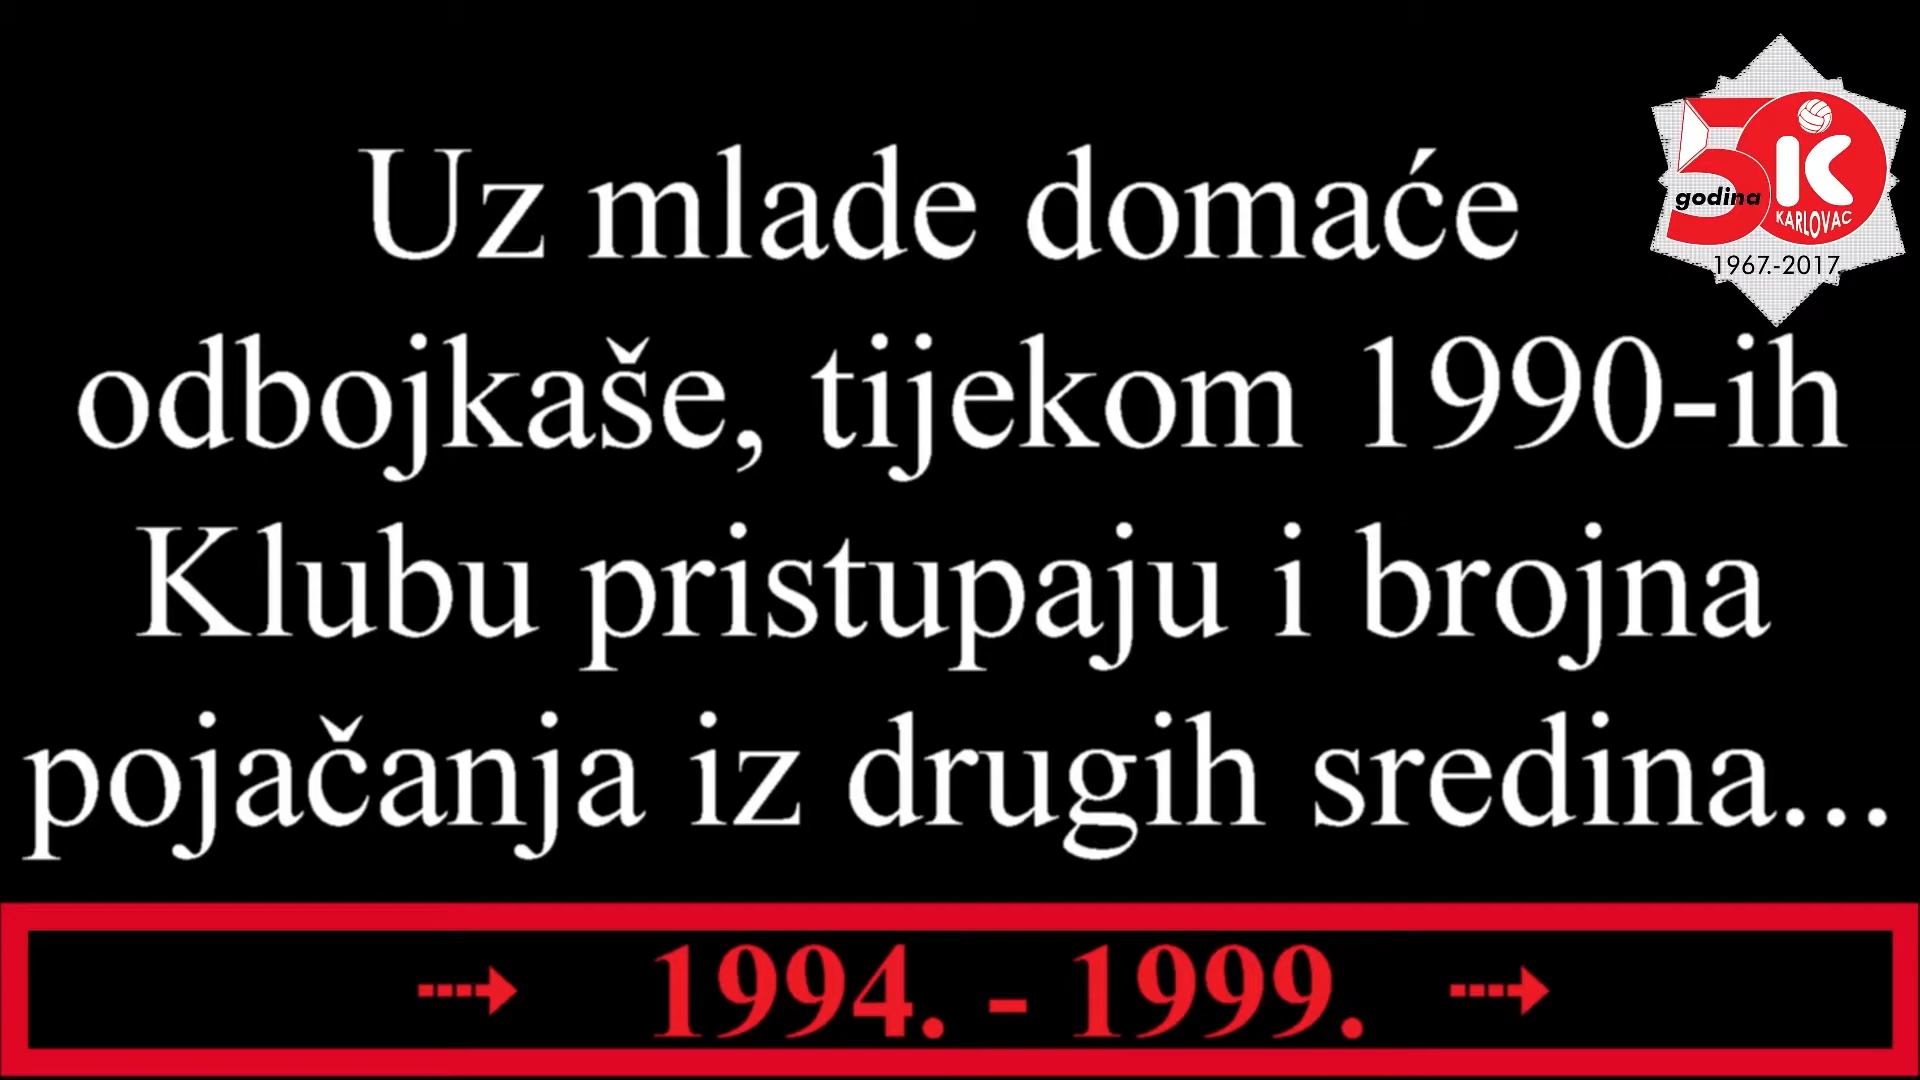 Uz mlade domaće
odbojkaše, tijekom 1990-ih
Klubu pristupaju i brojna
pojačanja iz drugih sredina...
50 K
godina
KARLOVAC
1967.-2017
1994. - 1999.